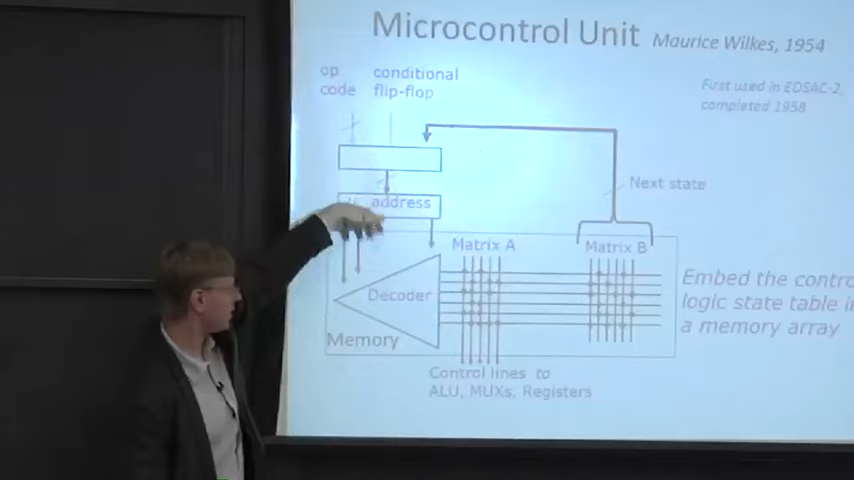 Microcontrol Unit Maurice Wilkes, 1954
op conditional
code flip-flop
First used in EDSAC-2,
completed 1958
Next state
address
Matrix A Matrix B
Decoder
Memory
Embed the contro
logic state table i
a memory array
Control lines to
ALU, MUXs, Registers